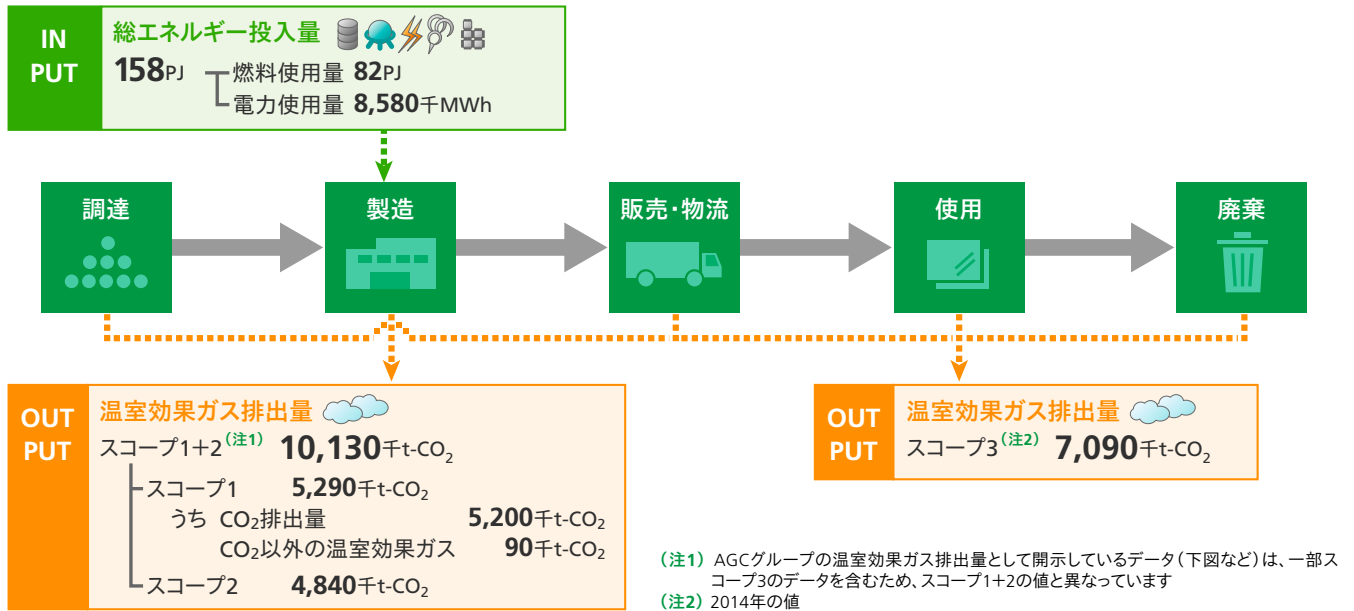 IN
PUT
総エネルギー投入量
158PJ
燃料使用量 82PJ
電力使用量 8,580千MWh
調達
製造
販売・物流
使用
廃棄
OUT
PUT
温室効果ガス排出量
スコープ1+2(注1) 10,130千t-CO2
スコープ1 5,290千t-CO2
うち CO2排出量 5,200千t-CO2
CO2以外の温室効果ガス 90千t-CO2
スコープ2 4,840千t-CO2
OUT
PUT
温室効果ガス排出量
スコープ3(注2) 7,090千t-CO2
(注1) AGCグループの温室効果ガス排出量として開示しているデータ(下図など)は、一部ス
コープ3のデータを含むため、スコープ1+2の値と異なっています
(注2) 2014年の値